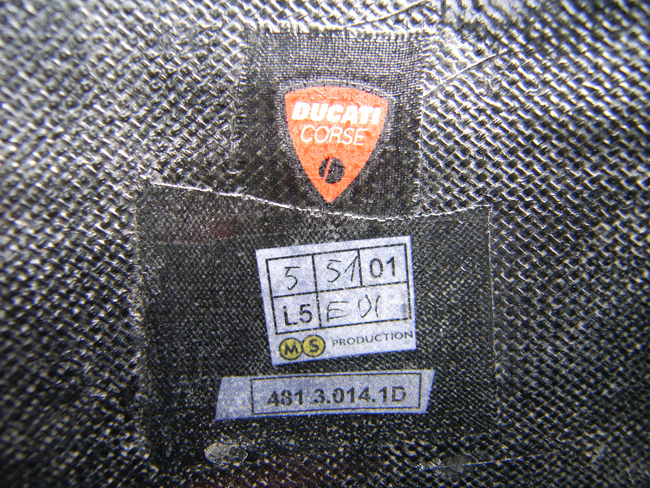 DUCATI
CORSE
5 S1 01
L5 E01
MS PRODUCTION
481.3.014.1D